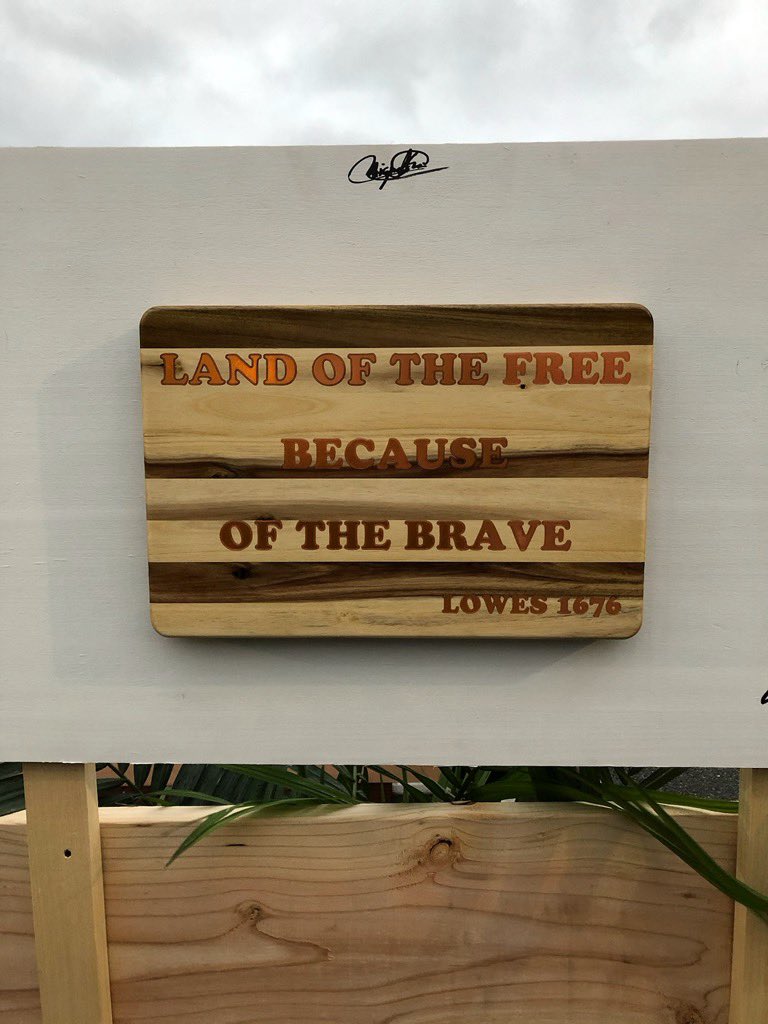 LAND OF THE FREE
BECAUSE
OF THE BRAVE
LOWES 1676